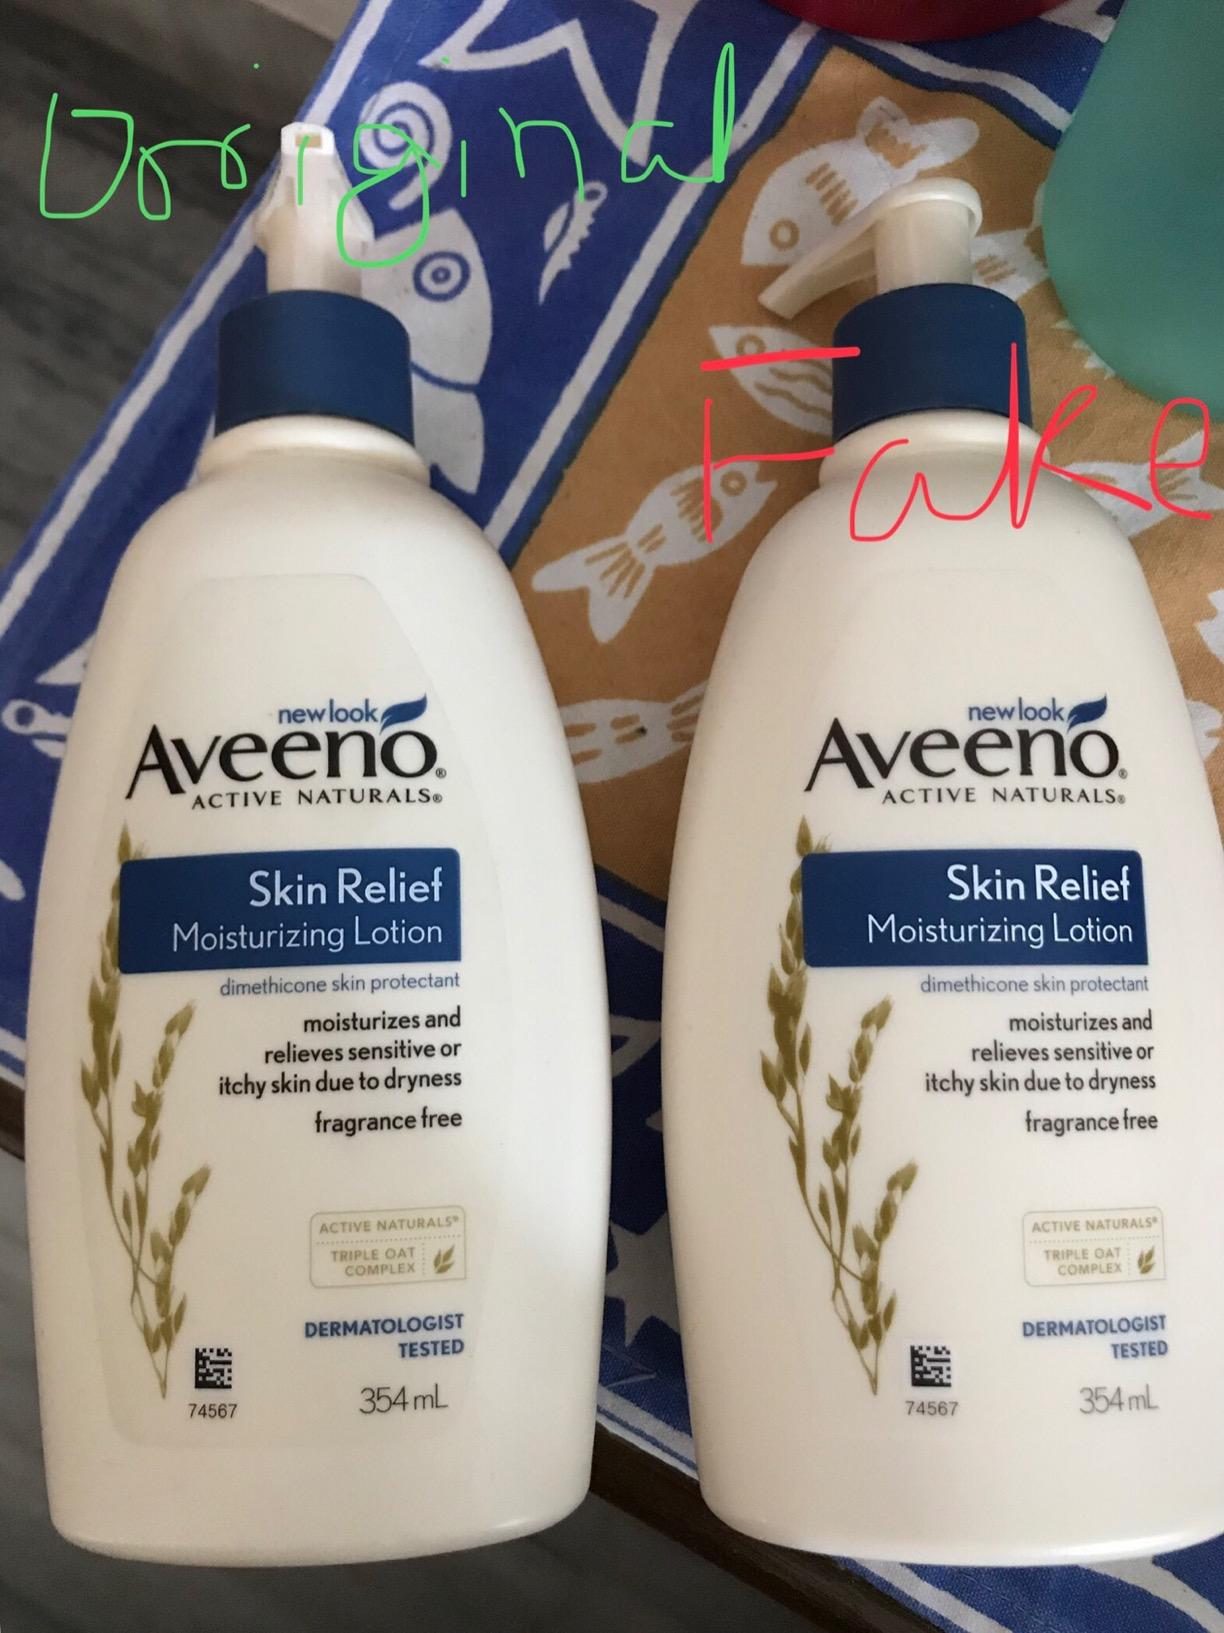 Original
Fake
new look
AVEENO®
ACTIVE NATURALS®
Skin Relief
Moisturizing Lotion
dimethicone skin protectant
moisturizes and
relieves sensitive or
itchy skin due to dryness
fragrance free
ACTIVE NATURALS®
TRIPLE OAT
COMPLEX
DERMATOLOGIST
TESTED
354 mL
74567
new look
AVEENO®
ACTIVE NATURALS®
Skin Relief
Moisturizing Lotion
dimethicone skin protectant
moisturizes and
relieves sensitive or
itchy skin due to dryness
fragrance free
ACTIVE NATURALS®
TRIPLE OAT
COMPLEX
DERMATOLOGIST
TESTED
354 mL
74567